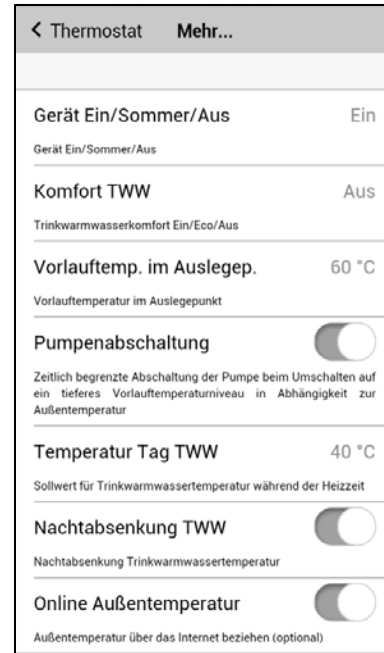 Thermostat Mehr...
Gerät Ein/Sommer/Aus Ein
Gerät Ein/Sommer/Aus
Komfort TWW Aus
Trinkwarmwasserkomfort Ein/Eco/Aus
Vorlauftemp. im Auslegep. 60 °C
Vorlauftemperatur im Auslegepunkt
Pumpenabschaltung
Zeitlich begrenzte Abschaltung der Pumpe beim Umschalten auf
ein tieferes Vorlauftemperaturniveau in Abhängigkeit zur
Außentemperatur
Temperatur Tag TWW 40 °C
Sollwert für Trinkwarmwassertemperatur während der Heizzeit
Nachtabsenkung TWW
Nachtabsenkung Trinkwarmwassertemperatur
Online Außentemperatur
Außentemperatur über das Internet beziehen (optional)